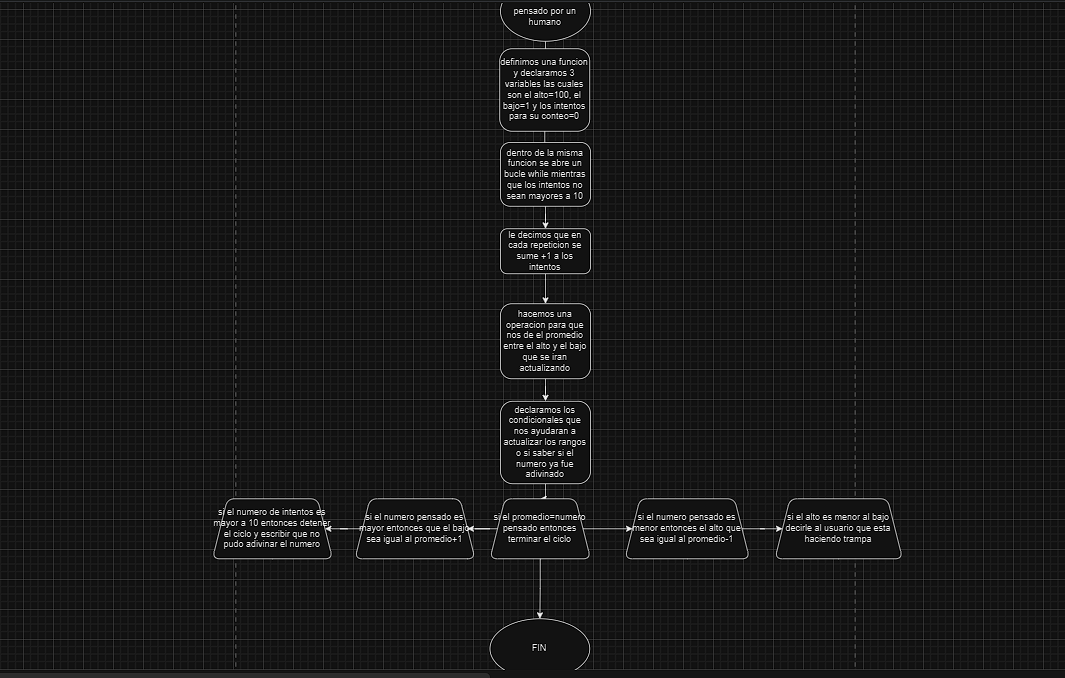 pensado por un
humano
definimos una funcion
y declaramos 3
variables las cuales
son el alto=100, el
bajo=1 y los intentos
para su conteo=0
dentro de la misma
funcion se abre un
bucle while mientras
que los intentos no
sean mayores a 10
le decimos que en
cada repeticion se
sume +1 a los
intentos
hacemos una
operacion para que
nos de el promedio
entre el alto y el bajo
que se iran
actualizando
declaramos los
condicionales que
nos ayudaran a
actualizar los rangos
o si saber si el
numero ya fue
adivinado
si el numero de intentos es
mayor a 10 entonces detener
el ciclo y escribir que no
pudo adivinar el numero
si el numero pensado es
mayor entonces que el bajo
sea igual al promedio+1
si el promedio=numero
pensado entonces
terminar el ciclo
si el numero pensado es
menor entonces el alto que
sea igual al promedio-1
si el alto es menor al bajo
decirle al usuario que esta
haciendo trampa
FIN